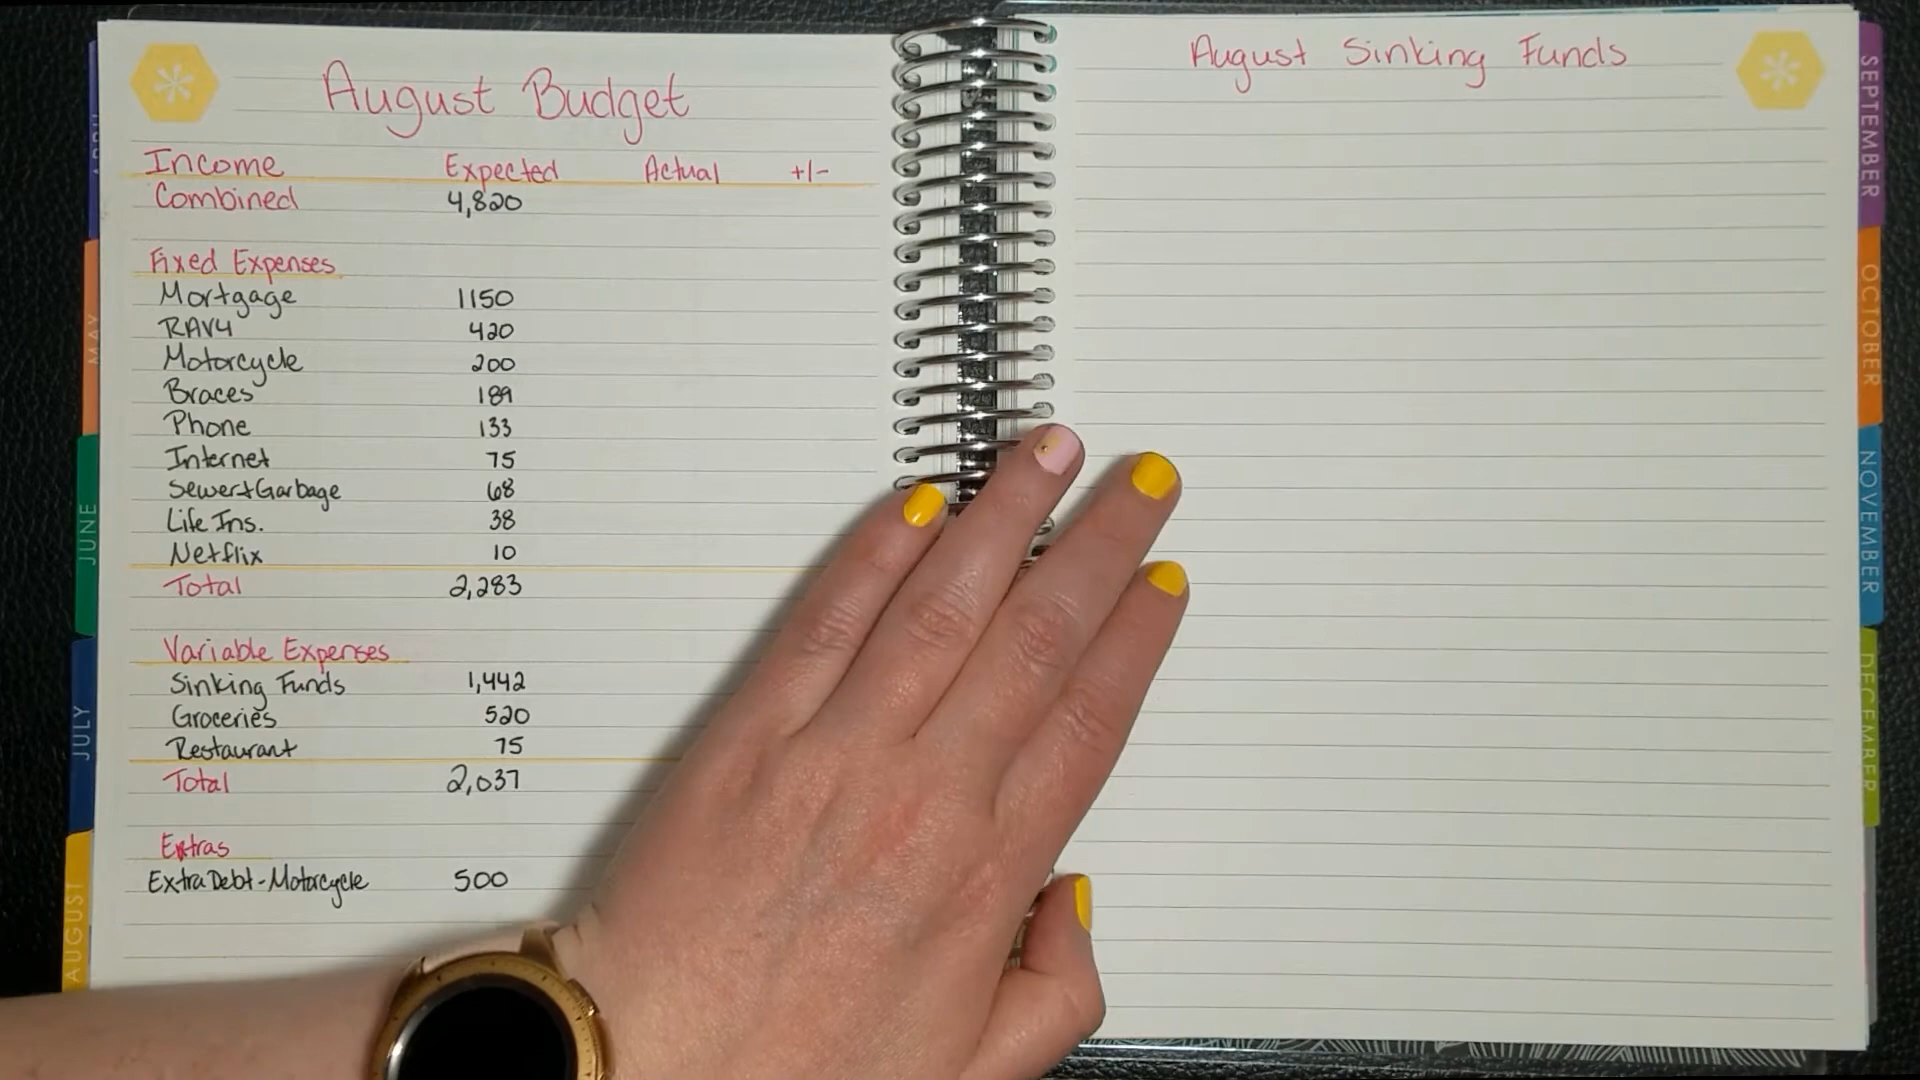 August Budget
Income Expected Actual +/-
Combined 4,820
Fixed Expenses
Mortgage 1150
RAV4 420
Motorcycle 200
Braces 189
Phone 133
Internet 75
Sewer+Garbage 68
Life Ins. 38
Netflix 10
Total 2,283
Variable Expenses
Sinking Funds 1,442
Groceries 520
Restaurant 75
Total 2,037
Extras
Extra Debt-Motorcycle 500
August Sinking Funds
APRIL
MAY
JUNE
JULY
AUGUST
SEPTEMBER
OCTOBER
NOVEMBER
DECEMBER